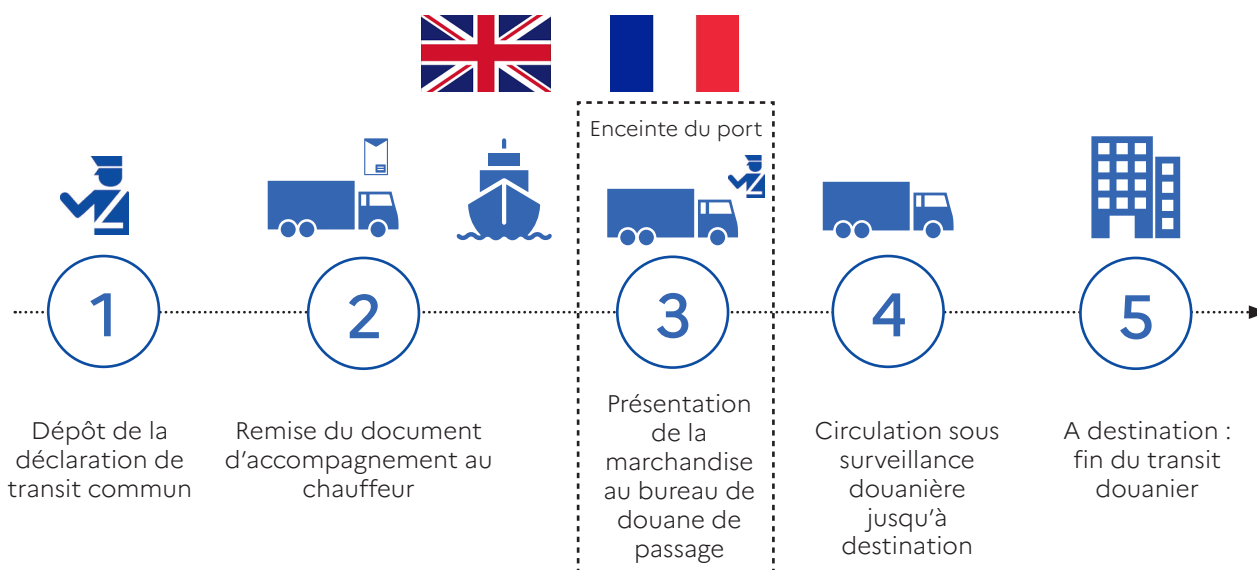 Enceinte du port
1
2
3
4
5
Dépôt de la
déclaration de
transit commun
Remise du document
d'accompagnement au
chauffeur
Présentation
de la
marchandise
au bureau de
douane de
passage
Circulation sous
surveillance
douanière
jusqu'à
destination
A destination :
fin du transit
douanier